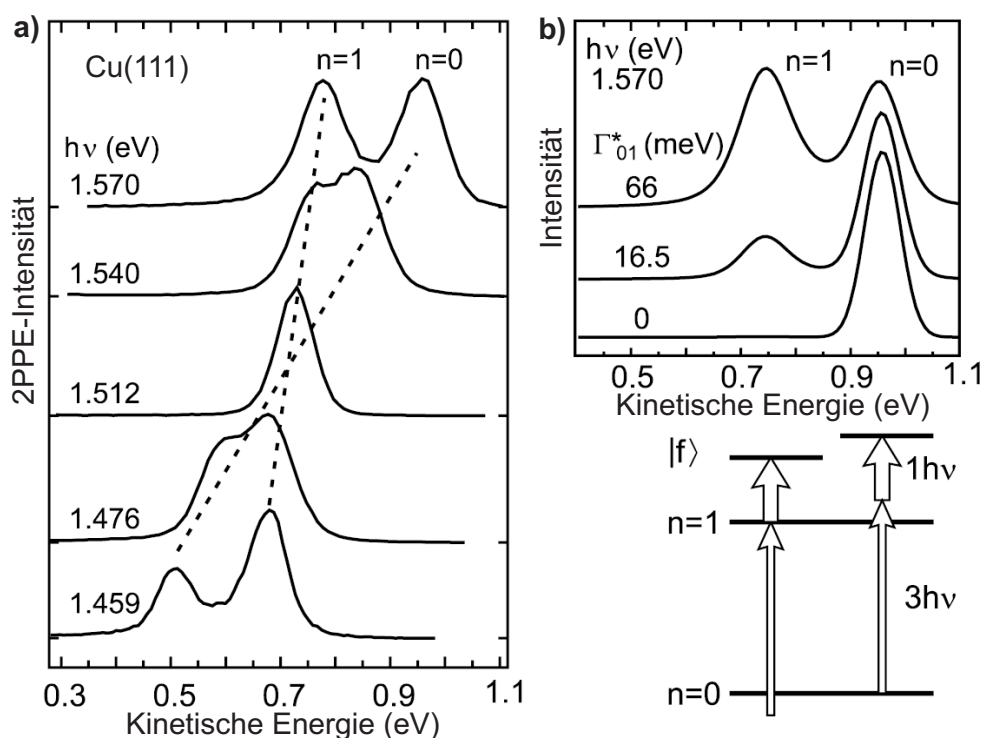 a)
Cu(111)
n=1
n=0
hν (eV)
1.570
1.540
1.512
1.476
1.459
2PPE-Intensität
0.3 0.5 0.7 0.9 1.1
Kinetische Energie (eV)
b)
hν (eV)
1.570
n=1
n=0
Γ*01 (meV)
66
16.5
0
Intensität
0.5 0.7 0.9 1.1
Kinetische Energie (eV)
|f⟩
1hν
n=1
3hν
n=0